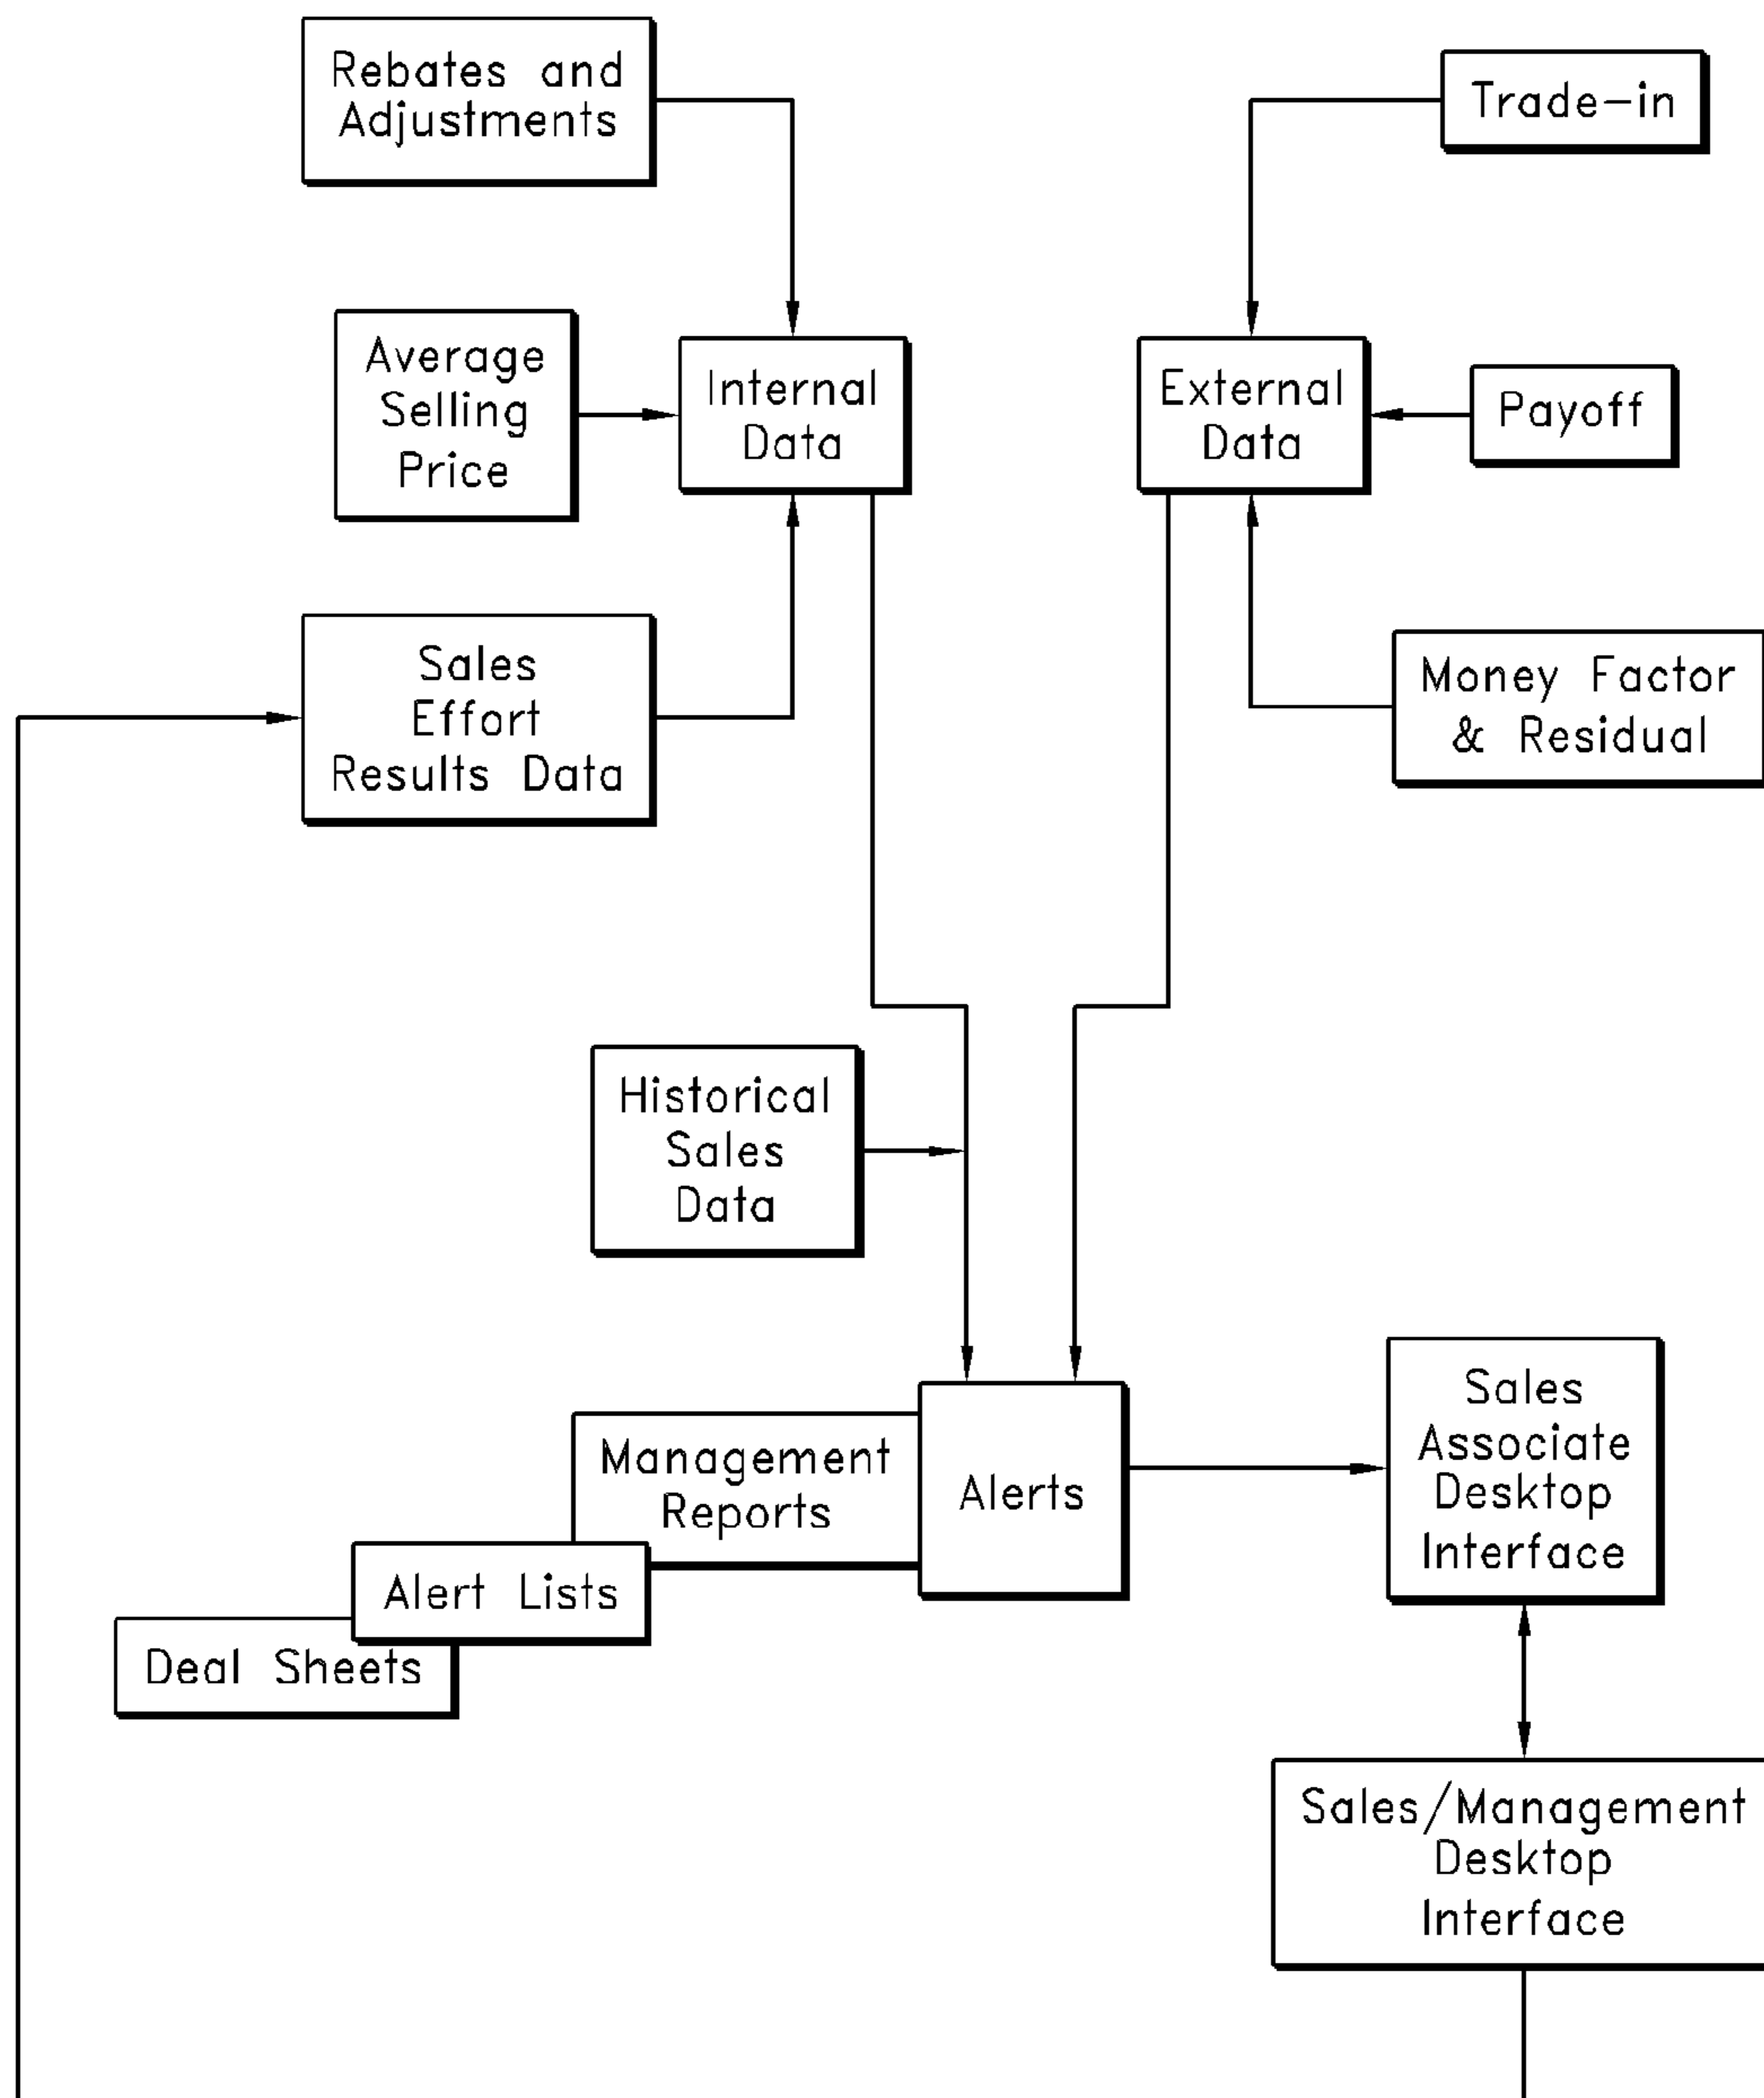 Rebates and
Adjustments
Trade-in
Average
Selling
Price
Internal
Data
External
Data
Payoff
Sales
Effort
Results Data
Money Factor
& Residual
Historical
Sales
Data
Management
Reports
Alerts
Sales
Associate
Desktop
Interface
Alert Lists
Deal Sheets
Sales/Management
Desktop
Interface